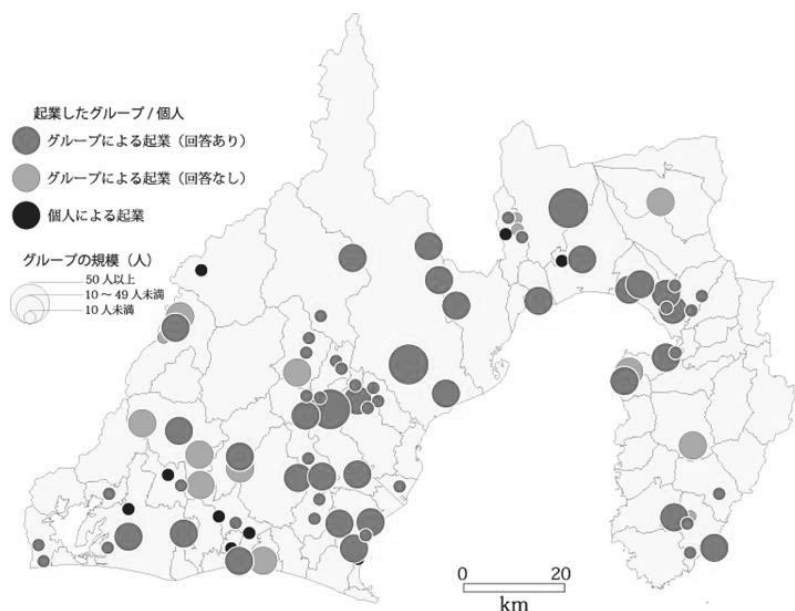 起業したグループ / 個人
グループによる起業（回答あり）
グループによる起業（回答なし）
個人による起業
グループの規模（人）
50 人以上
10 ～ 49 人未満
10 人未満
0 20
km